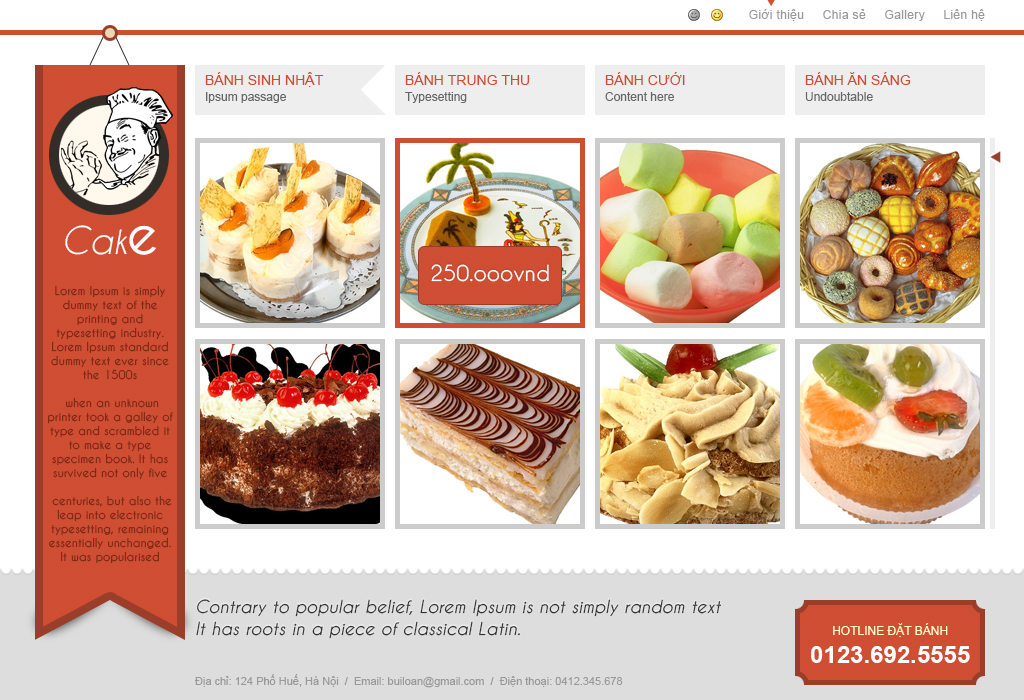 Giới thiệu Chia sẻ Gallery Liên hệ
BÁNH SINH NHẬT
Ipsum passage
BÁNH TRUNG THU
Typesetting
BÁNH CƯỚI
Content here
BÁNH ĂN SÁNG
Undoubtable
Cake
Lorem Ipsum is simply
dummy text of the
printing and
typesetting industry.
Lorem Ipsum standard
dummy text ever since
the 1500s
when an unknown
printer took a galley of
type and scrambled it
to make a type
specimen book. It has
survived not only five
centuries, but also the
leap into electronic
typesetting, remaining
essentially unchanged.
It was popularised
250.ooovnd
Contrary to popular belief, Lorem Ipsum is not simply random text
It has roots in a piece of classical Latin.
HOTLINE ĐẶT BÁNH
0123.692.5555
Địa chỉ: 124 Phố Huế, Hà Nội / Email: builoan@gmail.com / Điện thoại: 0412.345.678